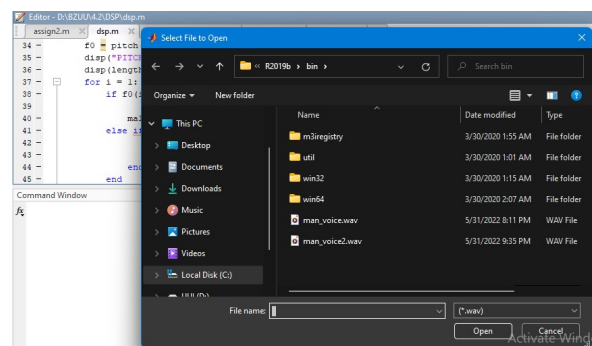 Editor - D:\BZUU\4.2\DSP\dsp.m
assign2.m × dsp.m ×
34 - f0 = pitch
35 - disp("PITC
36 - disp(lengt
37 - for i = 1:
38 - if f0(i
39
40 - ma
41 - else if
42 -
43 -
44 - en
45 - end
Command Window
fx
Select File to Open
« R2019b › bin ›
Search bin
Organize New folder
Name Date modified Type
This PC
Desktop
Documents
Downloads
Music
Pictures
Videos
Local Disk (C:)
m3iregistry 3/30/2020 1:55 AM File folder
util 3/30/2020 1:01 AM File folder
win32 3/30/2020 1:15 AM File folder
win64 3/30/2020 2:07 AM File folder
man_voice.wav 5/31/2022 8:11 PM WAV File
man_voice2.wav 5/31/2022 9:35 PM WAV File
File name: (*.wav)
Open Cancel
Activate Wind